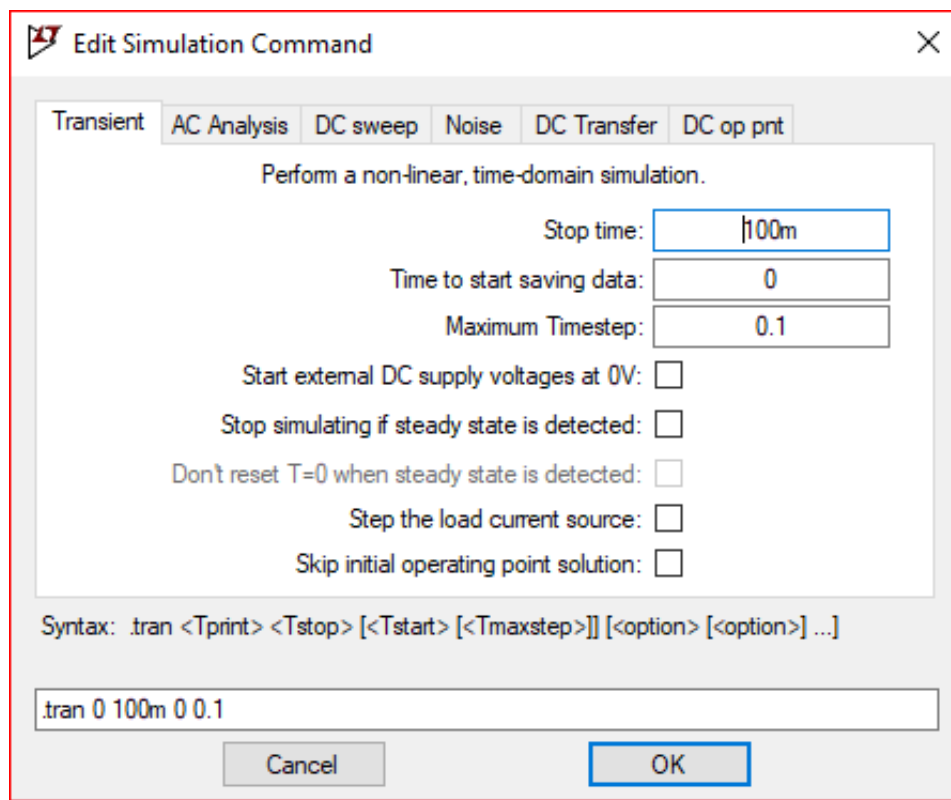 Edit Simulation Command
Transient AC Analysis DC sweep Noise DC Transfer DC op pnt
Perform a non-linear, time-domain simulation.
Stop time: 100m
Time to start saving data: 0
Maximum Timestep: 0.1
Start external DC supply voltages at 0V:
Stop simulating if steady state is detected:
Don't reset T=0 when steady state is detected:
Step the load current source:
Skip initial operating point solution:
Syntax: .tran <Tprint> <Tstop> [<Tstart> [<Tmaxstep>]] [<option> [<option>] ...]
.tran 0 100m 0 0.1
Cancel OK